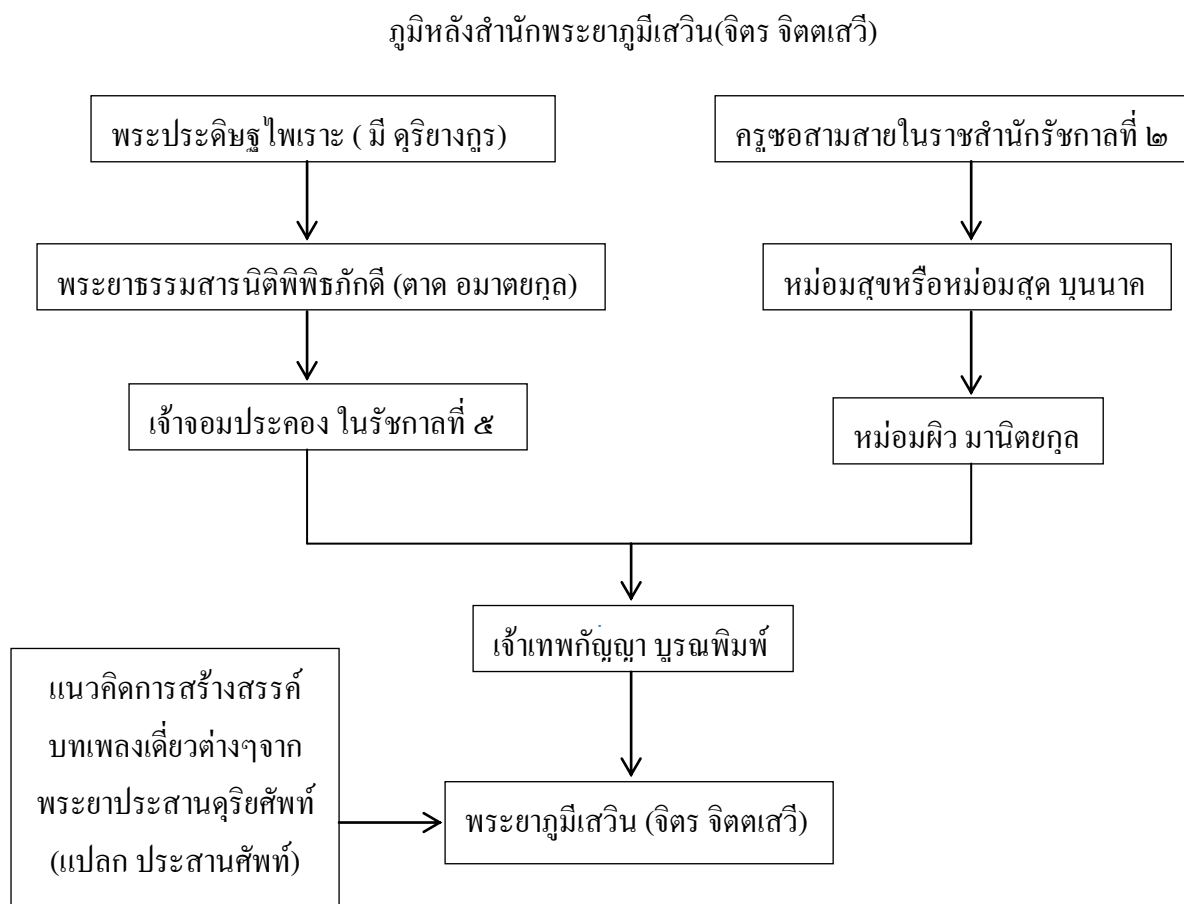 ภูมิหลังสำนักพระยาภูมีเสวิน(จิตร จิตตเสวี)
พระประดิษฐไพเราะ ( มี ดุริยางกูร)
ครูซอสามสายในราชสำนักรัชกาลที่ ๒
พระยาธรรมสารนิติพิพิธภักดี (ตาด อมาตยกุล)
หม่อมสุขหรือหม่อมสุด บุนนาค
เจ้าจอมประคอง ในรัชกาลที่ ๕
หม่อมผิว มานิตยกุล
เจ้าเทพกัญญา บูรณพิมพ์
แนวคิดการสร้างสรรค์
บทเพลงเดี่ยวต่างๆจาก
พระยาประสานดุริยศัพท์
(แปลก ประสานศัพท์)
พระยาภูมีเสวิน (จิตร จิตตเสวี)